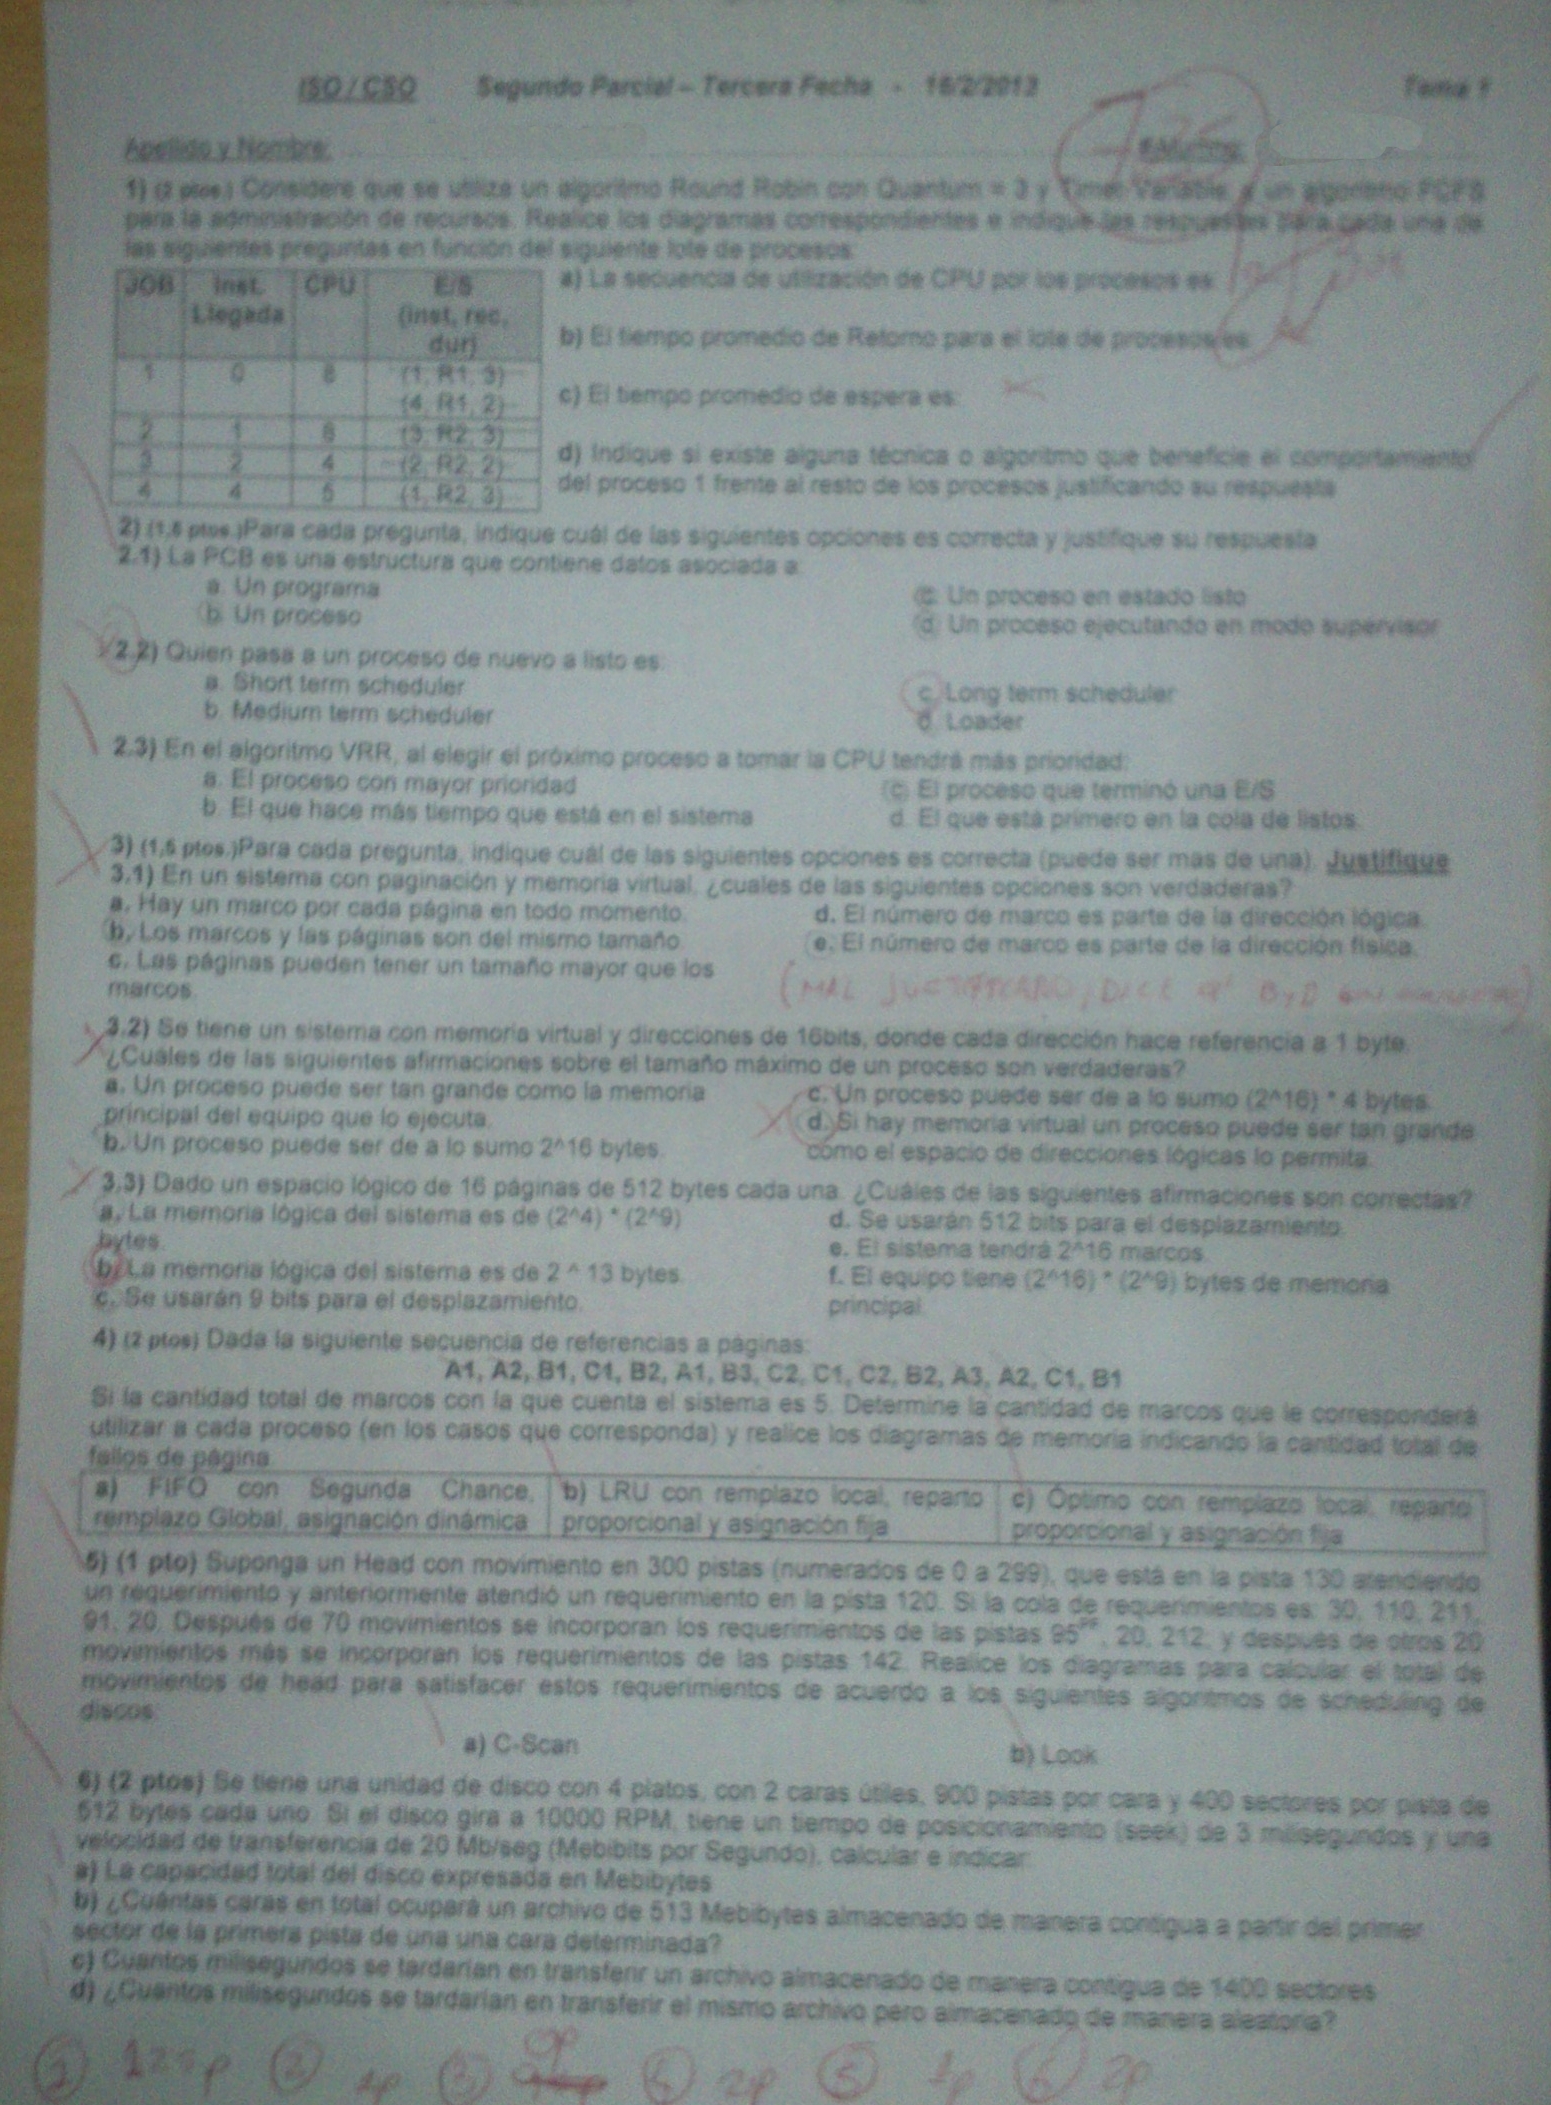 ISO / CSO Segundo Parcial – Tercera Fecha - 16/2/2012 Tema 1
Apellido y Nombre:
1) (2 ptos.) Considere que se utiliza un algoritmo Round Robin con Quantum = 3 y Timer Variable, y un algoritmo FCFS
para la administración de recursos. Realice los diagramas correspondientes e indique las respuestas para cada una de
las siguientes preguntas en función del siguiente lote de procesos:
JOB Inst. Llegada CPU E/S (inst, rec, dur)
1 0 8 (1, R1, 3)
(4, R1, 2)
2 1 8 (3, R2, 3)
3 2 4 (2, R2, 2)
4 4 5 (1, R2, 3)
a) La secuencia de utilización de CPU por los procesos es:
b) El tiempo promedio de Retorno para el lote de procesos es
c) El tiempo promedio de espera es:
d) Indique si existe alguna técnica o algoritmo que beneficie el comportamiento
del proceso 1 frente al resto de los procesos justificando su respuesta
2) (1,5 ptos.)Para cada pregunta, indique cuál de las siguientes opciones es correcta y justifique su respuesta
2.1) La PCB es una estructura que contiene datos asociada a:
a. Un programa
b. Un proceso
c. Un proceso en estado listo
d. Un proceso ejecutando en modo supervisor
2.2) Quien pasa a un proceso de nuevo a listo es:
a. Short term scheduler
b. Medium term scheduler
c. Long term scheduler
d. Loader
2.3) En el algoritmo VRR, al elegir el próximo proceso a tomar la CPU tendrá más prioridad:
a. El proceso con mayor prioridad
b. El que hace más tiempo que está en el sistema
c. El proceso que terminó una E/S
d. El que está primero en la cola de listos.
3) (1,5 ptos.)Para cada pregunta, indique cuál de las siguientes opciones es correcta (puede ser mas de una). Justifique
3.1) En un sistema con paginación y memoria virtual, ¿cuales de las siguientes opciones son verdaderas?
a. Hay un marco por cada página en todo momento.
b. Los marcos y las páginas son del mismo tamaño
c. Las páginas pueden tener un tamaño mayor que los
marcos
d. El número de marco es parte de la dirección lógica.
e. El número de marco es parte de la dirección física.
(MAL JUSTIFICADO, DICE q' B y D
3.2) Se tiene un sistema con memoria virtual y direcciones de 16bits, donde cada dirección hace referencia a 1 byte.
¿Cuáles de las siguientes afirmaciones sobre el tamaño máximo de un proceso son verdaderas?
a. Un proceso puede ser tan grande como la memoria
principal del equipo que lo ejecuta.
b. Un proceso puede ser de a lo sumo 2^16 bytes.
c. Un proceso puede ser de a lo sumo (2^16) * 4 bytes.
d. Si hay memoria virtual un proceso puede ser tan grande
como el espacio de direcciones lógicas lo permita.
3.3) Dado un espacio lógico de 16 páginas de 512 bytes cada una. ¿Cuáles de las siguientes afirmaciones son correctas?
a. La memoria lógica del sistema es de (2^4) * (2^9)
bytes.
b. La memoria lógica del sistema es de 2 ^ 13 bytes.
c. Se usarán 9 bits para el desplazamiento.
d. Se usarán 512 bits para el desplazamiento
e. El sistema tendrá 2^16 marcos
f. El equipo tiene (2^16) * (2^9) bytes de memoria
principal
4) (2 ptos) Dada la siguiente secuencia de referencias a páginas:
A1, A2, B1, C1, B2, A1, B3, C2, C1, C2, B2, A3, A2, C1, B1
Si la cantidad total de marcos con la que cuenta el sistema es 5. Determine la cantidad de marcos que le corresponderá
utilizar a cada proceso (en los casos que corresponda) y realice los diagramas de memoria indicando la cantidad total de
fallos de página
a) FIFO con Segunda Chance, remplazo Global, asignación dinámica
b) LRU con remplazo local, reparto proporcional y asignación fija
c) Óptimo con remplazo local, reparto proporcional y asignación fija
5) (1 pto) Suponga un Head con movimiento en 300 pistas (numerados de 0 a 299), que está en la pista 130 atendiendo
un requerimiento y anteriormente atendió un requerimiento en la pista 120. Si la cola de requerimientos es: 30, 110, 211,
91, 20. Después de 70 movimientos se incorporan los requerimientos de las pistas 95, 20, 212 y después de otros 20
movimientos más se incorporan los requerimientos de las pistas 142. Realice los diagramas para calcular el total de
movimientos de head para satisfacer estos requerimientos de acuerdo a los siguientes algoritmos de scheduling de
discos:
a) C-Scan b) Look
6) (2 ptos) Se tiene una unidad de disco con 4 platos, con 2 caras útiles, 900 pistas por cara y 400 sectores por pista de
512 bytes cada uno. Si el disco gira a 10000 RPM, tiene un tiempo de posicionamiento (seek) de 3 milisegundos y una
velocidad de transferencia de 20 Mb/seg (Mebibits por Segundo), calcular e indicar:
a) La capacidad total del disco expresada en Mebibytes
b) ¿Cuántas caras en total ocupará un archivo de 513 Mebibytes almacenado de manera contigua a partir del primer
sector de la primera pista de una una cara determinada?
c) Cuantos milisegundos se tardarían en transferir un archivo almacenado de manera contigua de 1400 sectores
d) ¿Cuantos milisegundos se tardarían en transferir el mismo archivo pero almacenado de manera aleatoria?